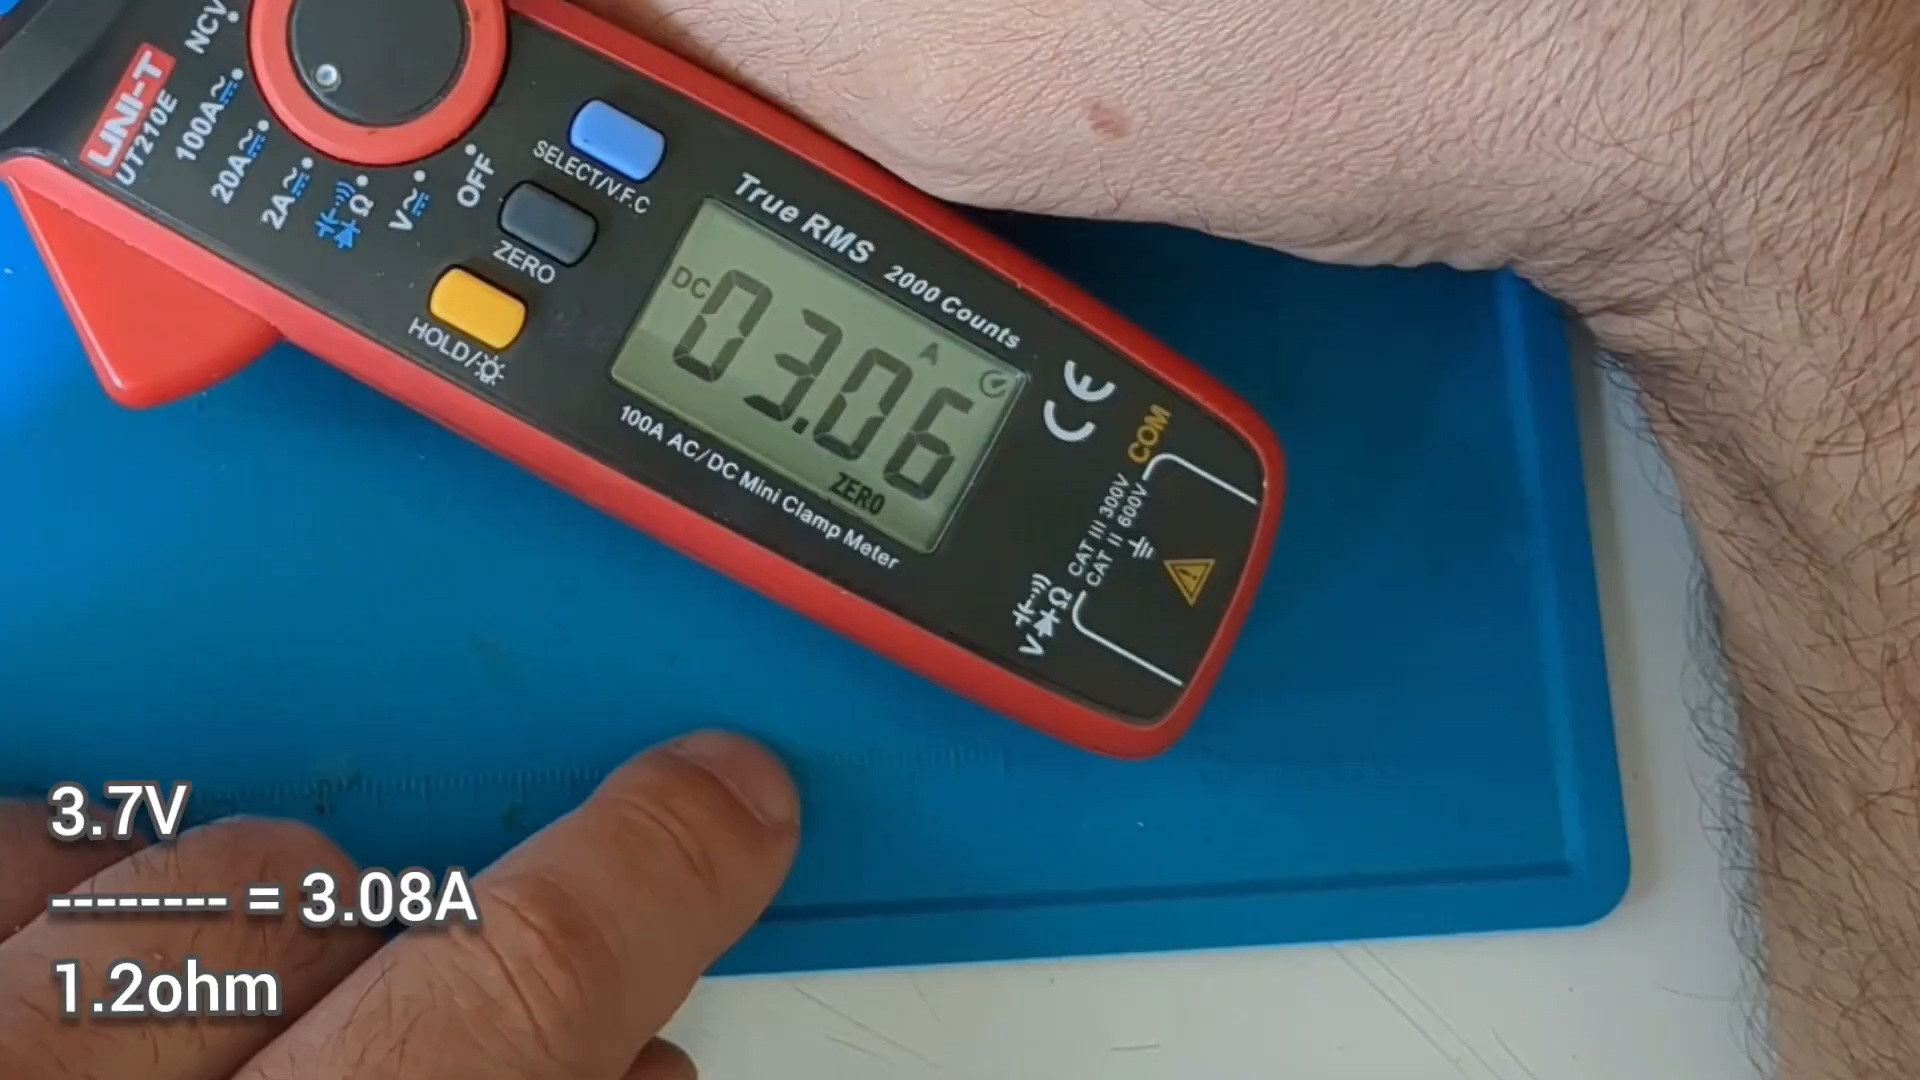 NCV
UNI-T
UT210E
100A
20A
2A
Ω
V
OFF
SELECT/V.F.C
ZERO
HOLD/
True RMS
2000 Counts
DC
03.06
A
ZERO
100A AC/DC Mini Clamp Meter
CE
COM
CAT III 300V
CAT II 600V
Ω
V
3.7V
-------- = 3.08A
1.2ohm